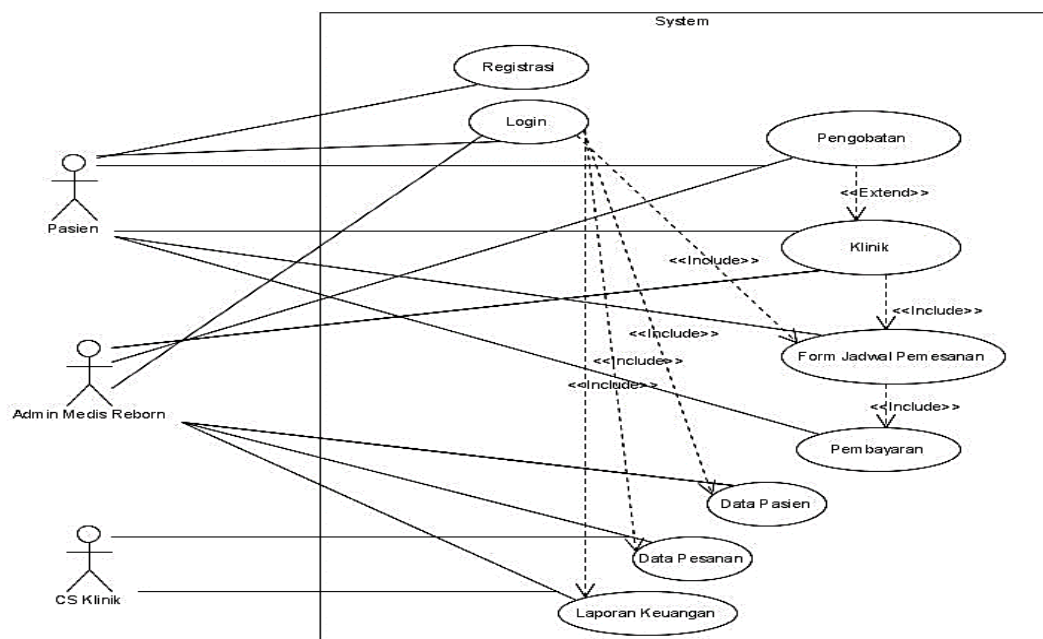 System
Registrasi
Login
Pengobatan
<<Extend>>
Pasien
Klinik
<<Include>>
<<Include>>
<<Include>>
Form Jadwal Pemesanan
<<Include>>
<<Include>>
Admin Medis Reborn
<<Include>>
Pembayaran
Data Pasien
Data Pesanan
CS Klinik
Laporan Keuangan